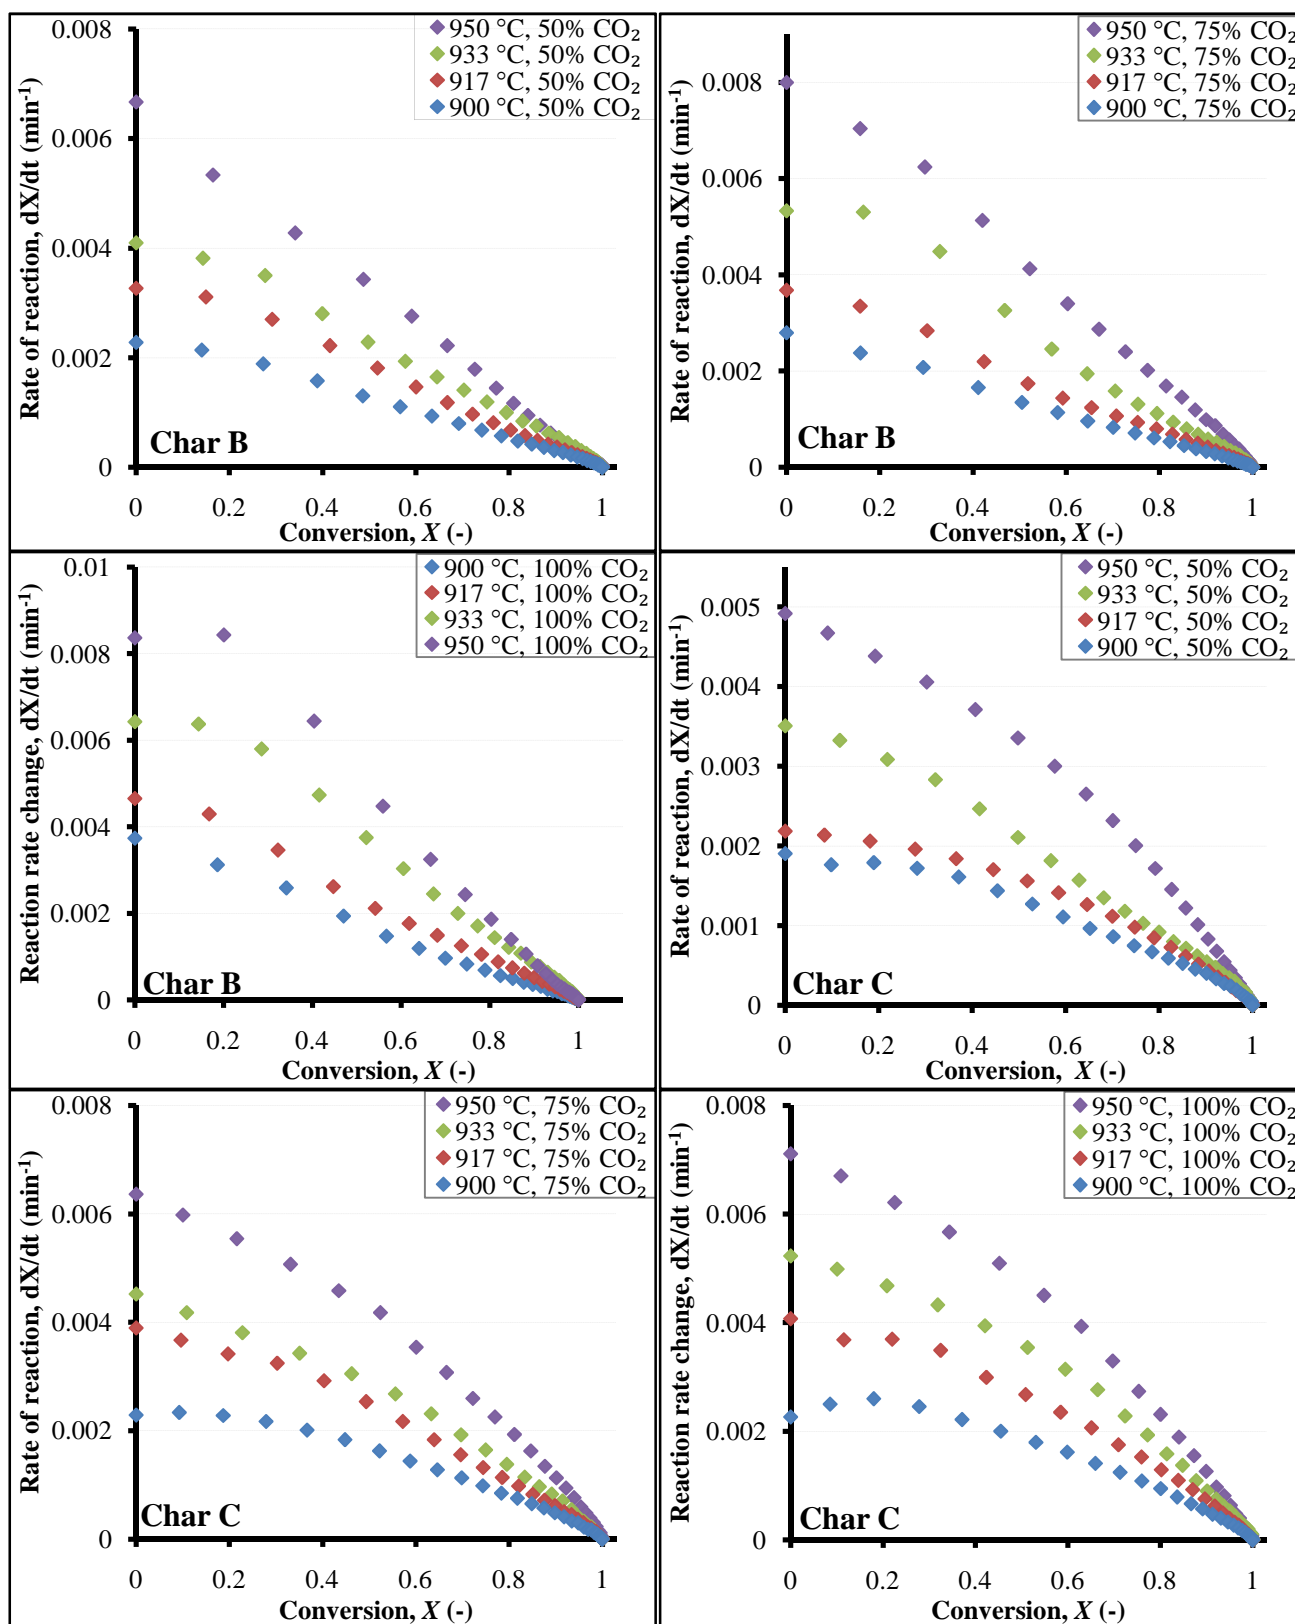 0.008
0.006
0.004
0.002
0
Rate of reaction, dX/dt (min⁻¹)
950 °C, 50% CO₂
933 °C, 50% CO₂
917 °C, 50% CO₂
900 °C, 50% CO₂
Char B
0 0.2 0.4 0.6 0.8 1
Conversion, X (-)
0.008
0.006
0.004
0.002
0
Rate of reaction, dX/dt (min⁻¹)
950 °C, 75% CO₂
933 °C, 75% CO₂
917 °C, 75% CO₂
900 °C, 75% CO₂
Char B
0 0.2 0.4 0.6 0.8 1
Conversion, X (-)
0.01
0.008
0.006
0.004
0.002
0
Reaction rate change, dX/dt (min⁻¹)
900 °C, 100% CO₂
917 °C, 100% CO₂
933 °C, 100% CO₂
950 °C, 100% CO₂
Char B
0 0.2 0.4 0.6 0.8 1
Conversion, X (-)
0.005
0.004
0.003
0.002
0.001
0
Rate of reaction, dX/dt (min⁻¹)
950 °C, 50% CO₂
933 °C, 50% CO₂
917 °C, 50% CO₂
900 °C, 50% CO₂
Char C
0 0.2 0.4 0.6 0.8 1
Conversion, X (-)
0.008
0.006
0.004
0.002
0
Rate of reaction, dX/dt (min⁻¹)
950 °C, 75% CO₂
933 °C, 75% CO₂
917 °C, 75% CO₂
900 °C, 75% CO₂
Char C
0 0.2 0.4 0.6 0.8 1
Conversion, X (-)
0.008
0.006
0.004
0.002
0
Reaction rate change, dX/dt (min⁻¹)
950 °C, 100% CO₂
933 °C, 100% CO₂
917 °C, 100% CO₂
900 °C, 100% CO₂
Char C
0 0.2 0.4 0.6 0.8 1
Conversion, X (-)